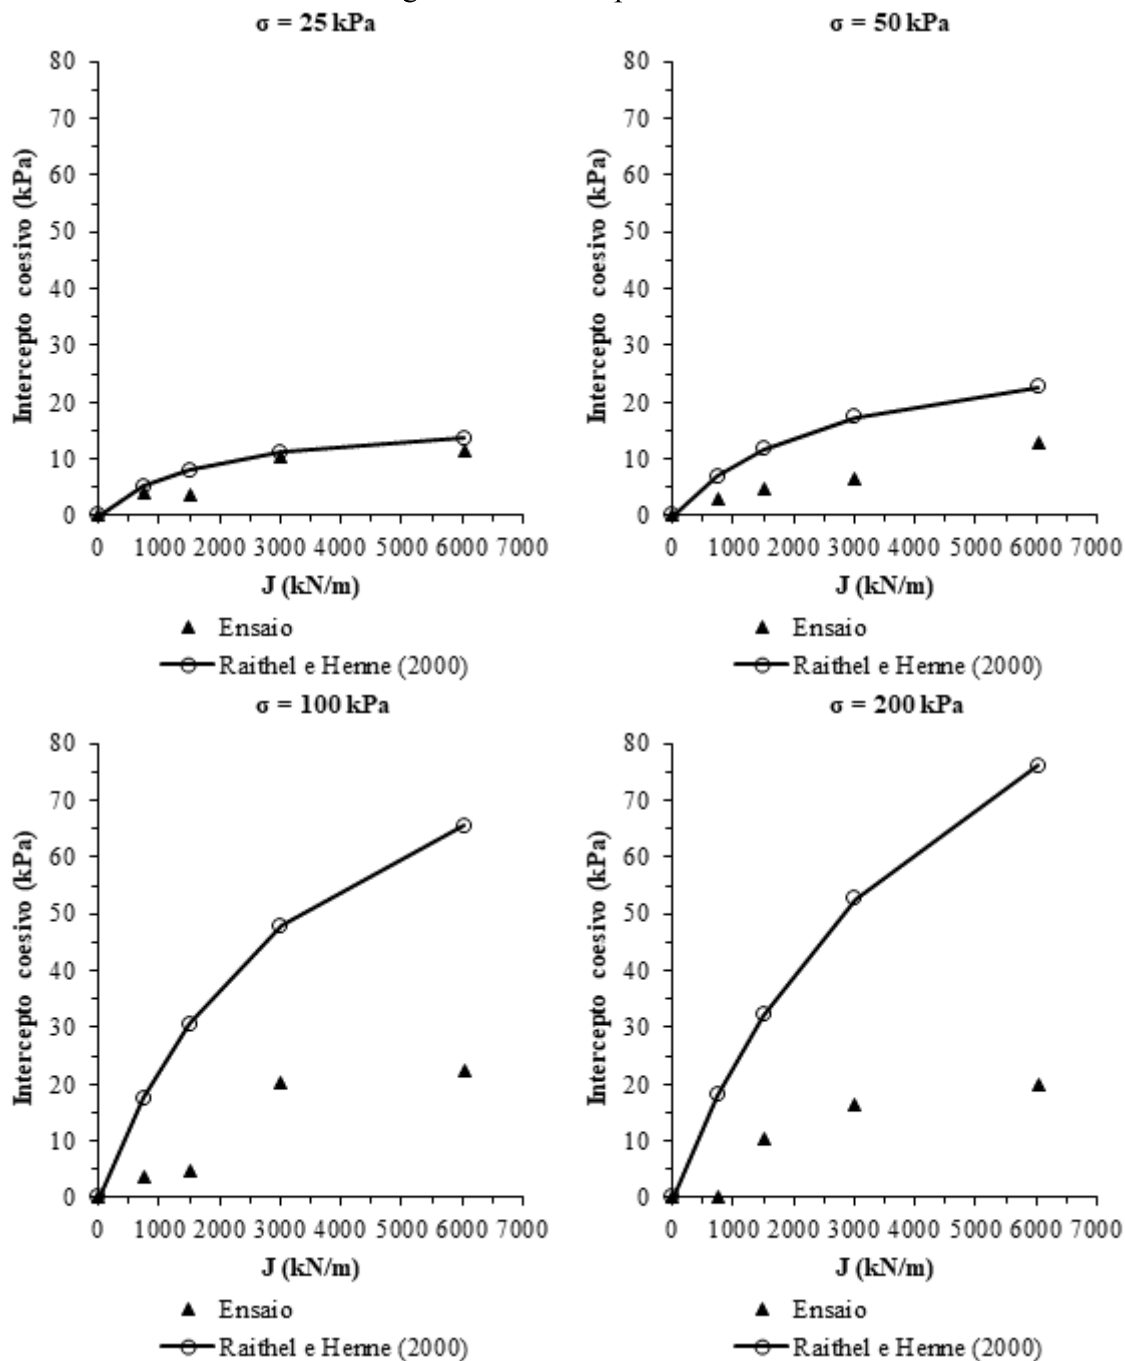 σ = 25 kPa
80
70
60
50
40
30
20
10
0
Intercepto coesivo (kPa)
0 1000 2000 3000 4000 5000 6000 7000
J (kN/m)
Ensaio
Raithel e Henne (2000)
σ = 50 kPa
80
70
60
50
40
30
20
10
0
Intercepto coesivo (kPa)
0 1000 2000 3000 4000 5000 6000 7000
J (kN/m)
Ensaio
Raithel e Henne (2000)
σ = 100 kPa
80
70
60
50
40
30
20
10
0
Intercepto coesivo (kPa)
0 1000 2000 3000 4000 5000 6000 7000
J (kN/m)
Ensaio
Raithel e Henne (2000)
σ = 200 kPa
80
70
60
50
40
30
20
10
0
Intercepto coesivo (kPa)
0 1000 2000 3000 4000 5000 6000 7000
J (kN/m)
Ensaio
Raithel e Henne (2000)